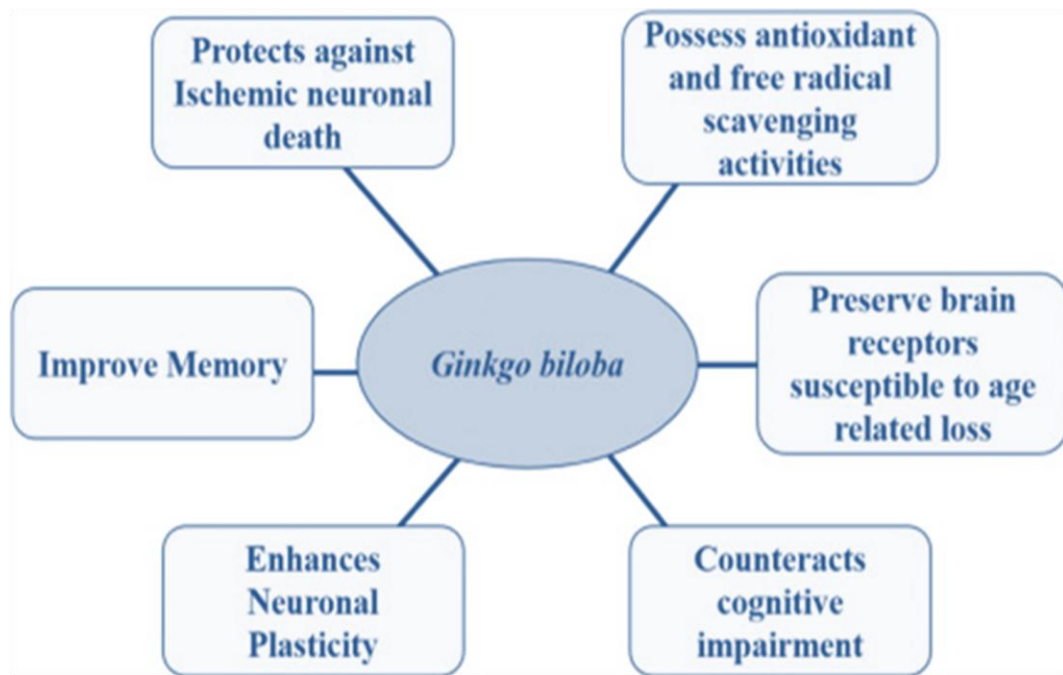 Protects against
Ischemic neuronal
death
Possess antioxidant
and free radical
scavenging
activities
Improve Memory
Ginkgo biloba
Preserve brain
receptors
susceptible to age
related loss
Enhances
Neuronal
Plasticity
Counteracts
cognitive
impairment